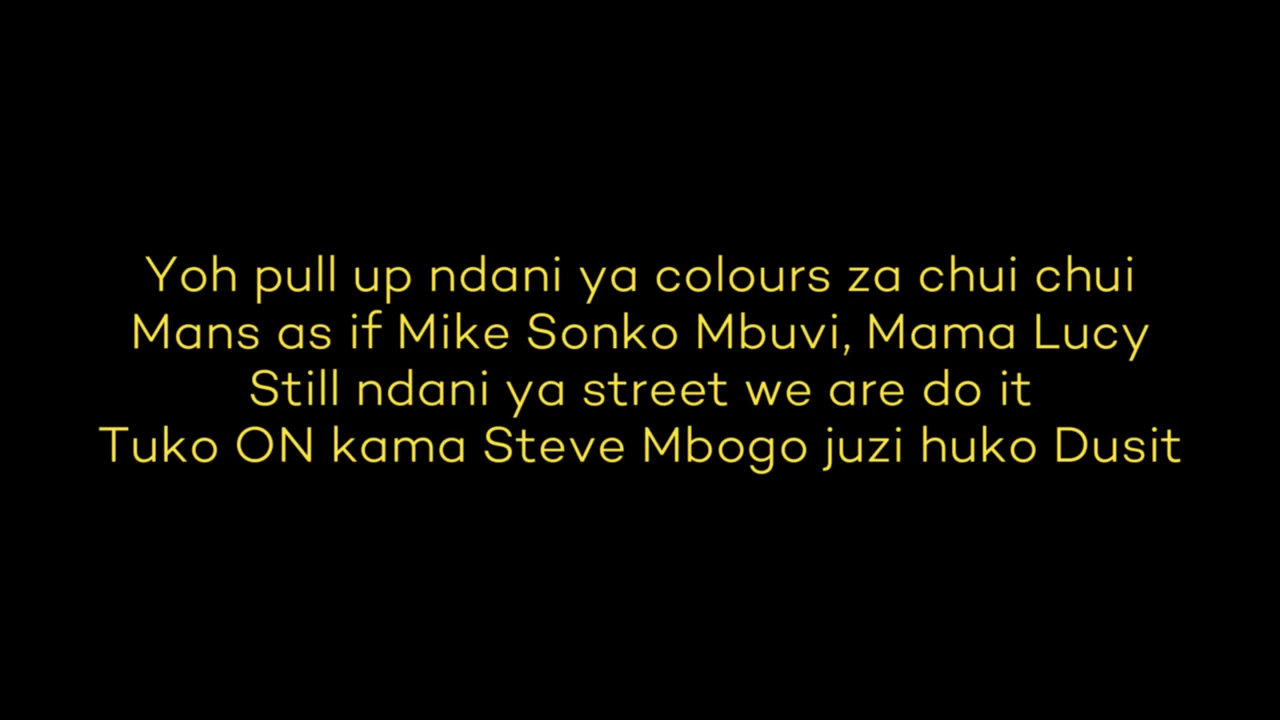 Yoh pull up ndani ya colours za chui chui
Mans as if Mike Sonko Mbuvi, Mama Lucy
Still ndani ya street we are do it
Tuko ON kama Steve Mbogo juzi huko Dusit